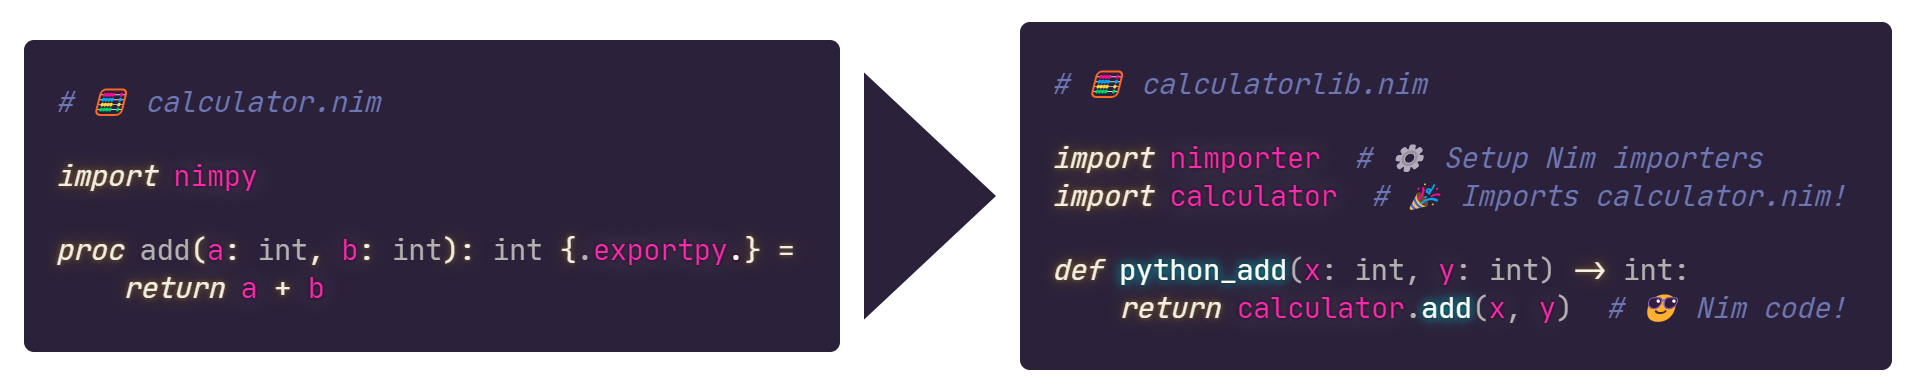 # 🧮 calculator.nim
import nimpy
proc add(a: int, b: int): int {.exportpy.} =
    return a + b
# 🧮 calculatorlib.nim
import nimporter  # ⚙️ Setup Nim importers
import calculator  # 🎉 Imports calculator.nim!
def python_add(x: int, y: int) -> int:
    return calculator.add(x, y)  # 😎 Nim code!